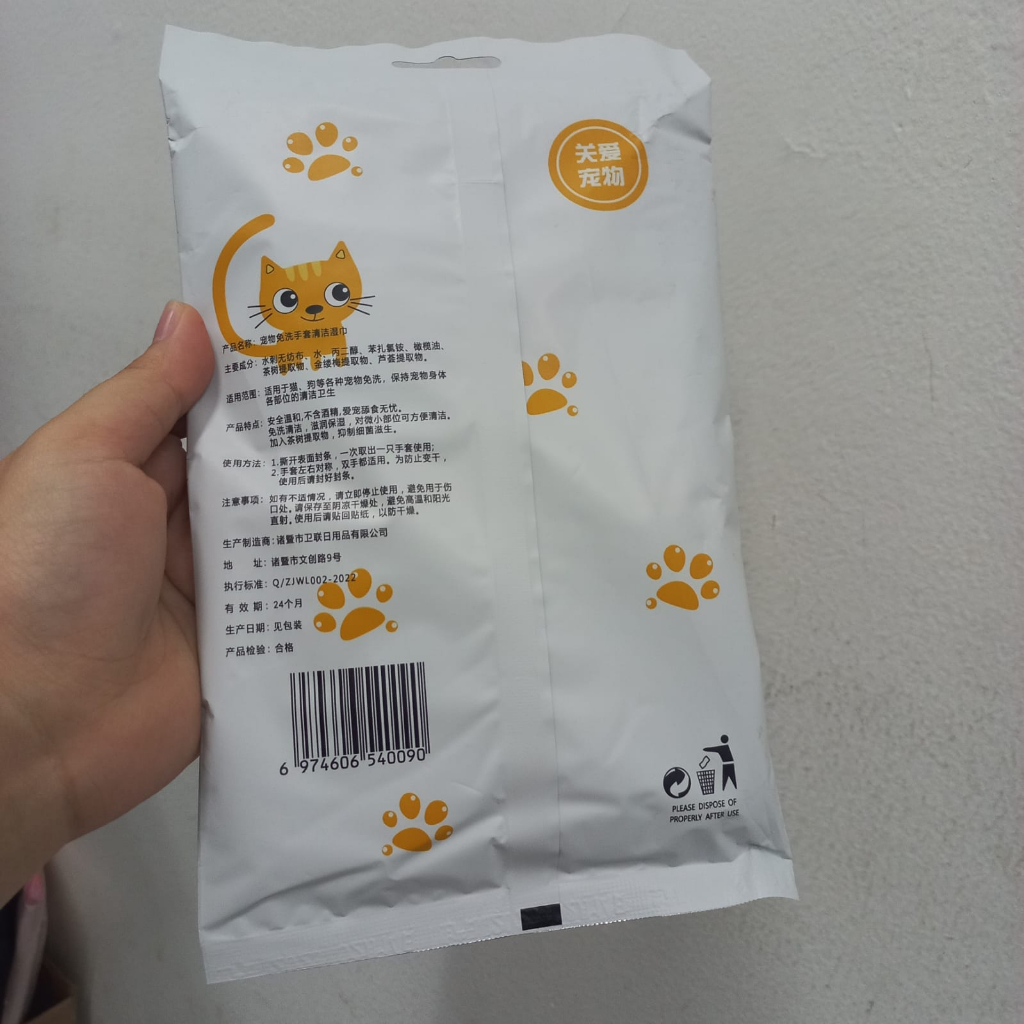 关爱
宠物
产品名称：宠物免洗手套清洁湿巾
主要成分：水刺无纺布、水、丙二醇、苯扎氯铵、橄榄油、
茶树提取物、金缕梅提取物、芦荟提取物。
适用范围：适用于猫、狗等各种宠物免洗，保持宠物身体
各部位的清洁卫生
产品特点：安全温和,不含酒精,爱宠舔食无忧。
免洗清洁，滋润保湿，对微小部位可方便清洁。
加入茶树提取物，抑制细菌滋生。
使用方法：1.撕开表面封条，一次取出一只手套使用;
2.手套左右对称，双手都适用。为防止变干，
使用后请封好封条。
注意事项：如有不适情况，请立即停止使用，避免用于伤
口处。请保存至阴凉干燥处，避免高温和阳光
直射。使用后请贴回贴纸，以防干燥。
生产制造商：诸暨市卫联日用品有限公司
地 址：诸暨市文创路9号
执行标准：Q/ZJWL002-2022
有 效 期：24个月
生产日期：见包装
产品检验：合格
6 974606 540090
PLEASE DISPOSE OF
PROPERLY AFTER USE